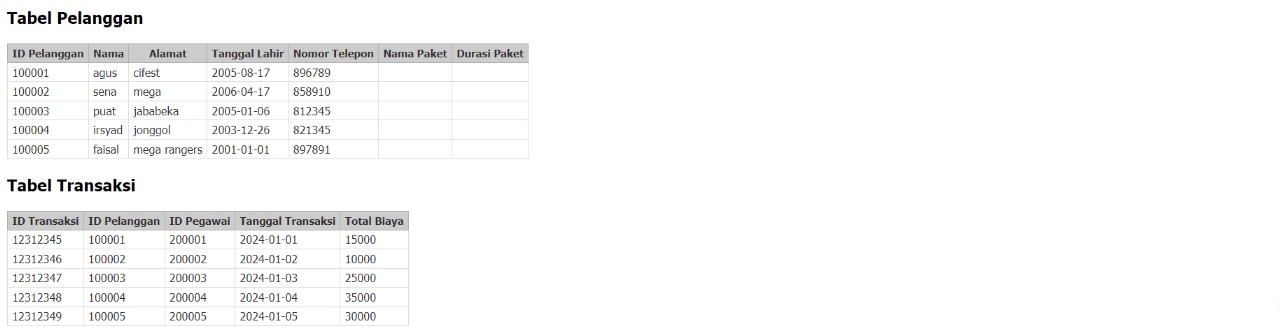 Tabel Pelanggan
ID Pelanggan Nama Alamat Tanggal Lahir Nomor Telepon Nama Paket Durasi Paket
100001 agus cifest 2005-08-17 896789
100002 sena mega 2006-04-17 858910
100003 puat jababeka 2005-01-06 812345
100004 irsyad jonggol 2003-12-26 821345
100005 faisal mega rangers 2001-01-01 897891
Tabel Transaksi
ID Transaksi ID Pelanggan ID Pegawai Tanggal Transaksi Total Biaya
12312345 100001 200001 2024-01-01 15000
12312346 100002 200002 2024-01-02 10000
12312347 100003 200003 2024-01-03 25000
12312348 100004 200004 2024-01-04 35000
12312349 100005 200005 2024-01-05 30000